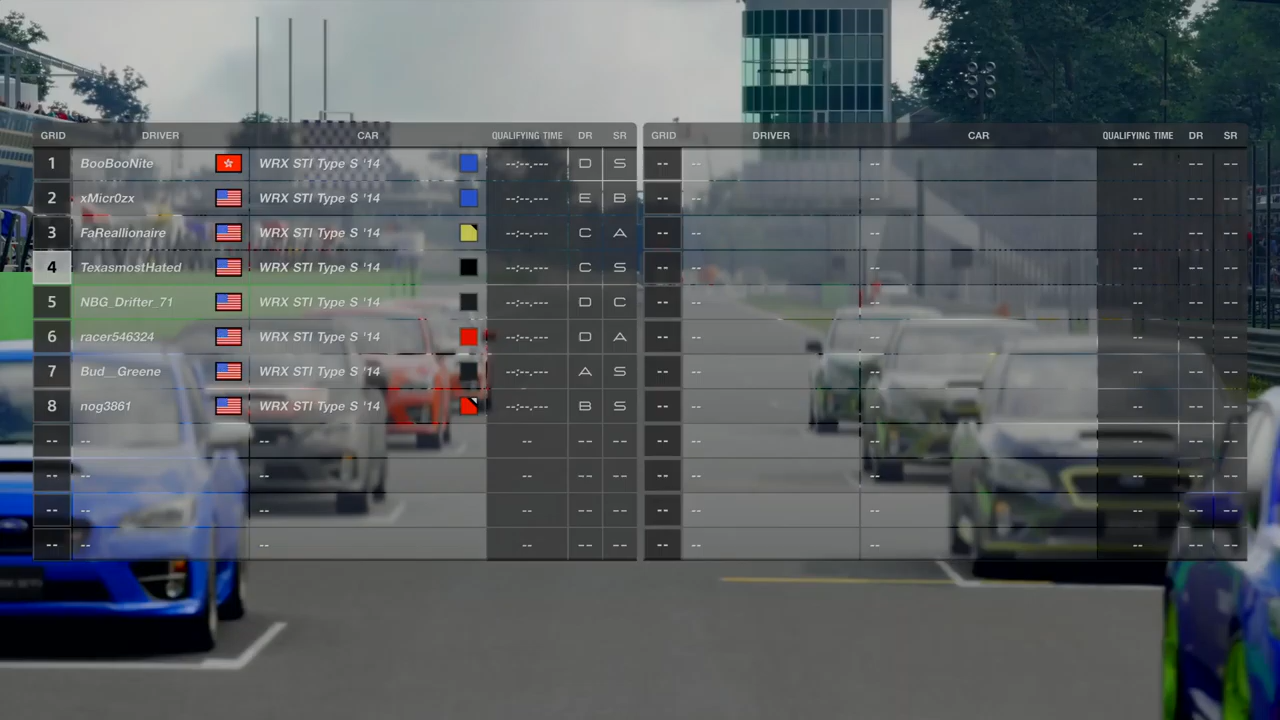 GRID DRIVER CAR QUALIFYING TIME DR SR
1 BooBooNite WRX STI Type S '14 --:--,--- D S
2 xMicr0zx WRX STI Type S '14 --:--,--- E B
3 FaReallionaire WRX STI Type S '14 --:--,--- C A
4 TexasmostHated WRX STI Type S '14 --:--,--- C S
5 NBG_Drifter_71 WRX STI Type S '14 --:--,--- D C
6 racer546324 WRX STI Type S '14 --:--,--- D A
7 Bud__Greene WRX STI Type S '14 --:--,--- A S
8 nog3861 WRX STI Type S '14 --:--,--- B S
-- -- -- -- -- --
-- -- -- -- -- --
-- -- -- -- -- --
-- -- -- -- -- --
GRID DRIVER CAR QUALIFYING TIME DR SR
-- -- -- -- -- --
-- -- -- -- -- --
-- -- -- -- -- --
-- -- -- -- -- --
-- -- -- -- -- --
-- -- -- -- -- --
-- -- -- -- -- --
-- -- -- -- -- --
-- -- -- -- -- --
-- -- -- -- -- --
-- -- -- -- -- --
-- -- -- -- -- --